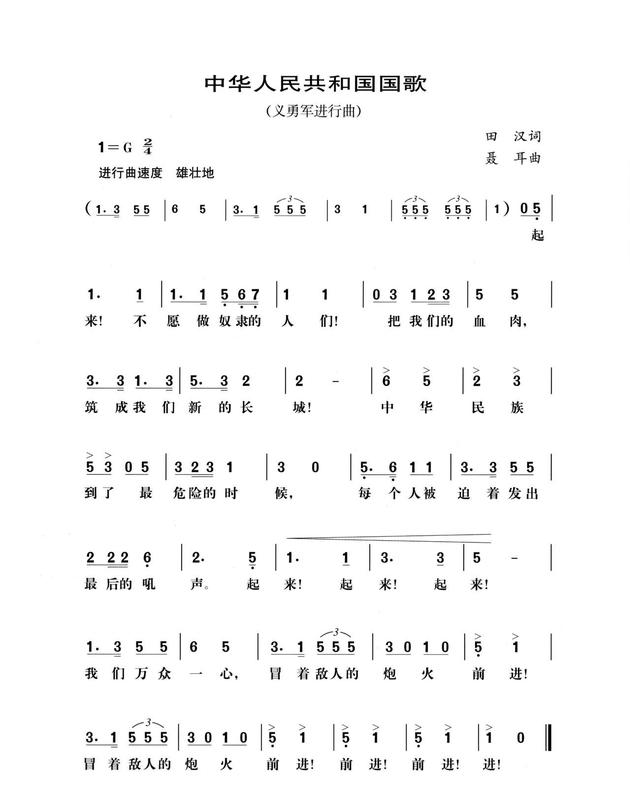 中华人民共和国国歌
(义勇军进行曲)
1=G 2/4
田 汉词
进行曲速度 雄壮地
聂 耳曲
(1. 3 5 5 | 6 5 | 3. 1 5 5 5 | 3 1 | 5 5 5 5 5 5 | 1) 0 5 |
起
1. 1 | 1. 1 5 6 7 | 1 1 | 0 3 1 2 3 | 5 5 |
来! 不 愿 做 奴 隶 的 人 们! 把 我 们 的 血 肉,
3. 3 1. 3 | 5. 3 2 | 2 - | 6 5 | 2 3 |
筑 成 我 们 新 的 长 城! 中 华 民 族
5 3 0 5 | 3 2 3 1 | 3 0 | 5. 6 1 1 | 3. 3 5 5 |
到 了 最 危 险 的 时 候, 每 个 人 被 迫 着 发 出
2 2 2 6 | 2. 5 | 1. 1 | 3. 3 | 5 - |
最 后 的 吼 声。 起 来! 起 来! 起 来!
1. 3 5 5 | 6 5 | 3. 1 5 5 5 | 3 0 1 0 | 5 1 |
我 们 万 众 一 心, 冒 着 敌 人 的 炮 火 前 进!
3. 1 5 5 5 | 3 0 1 0 | 5 1 | 5 1 | 5 1 | 1 0 ‖
冒 着 敌 人 的 炮 火 前 进! 前 进! 前 进! 进!